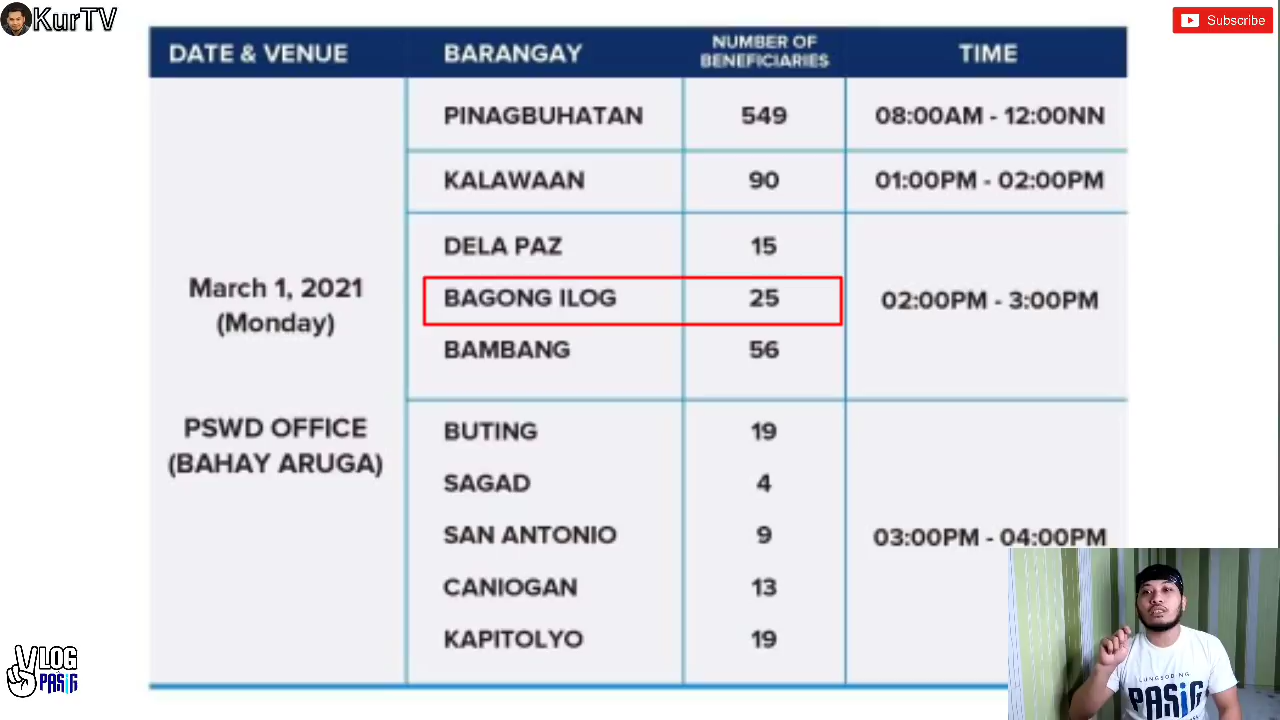 KurTV
Subscribe
DATE & VENUE
BARANGAY
NUMBER OF
BENEFICIARIES
TIME
PINAGBUHATAN 549 08:00AM - 12:00NN
KALAWAAN 90 01:00PM - 02:00PM
DELA PAZ 15
March 1, 2021
(Monday)
BAGONG ILOG 25 02:00PM - 3:00PM
BAMBANG 56
PSWD OFFICE
(BAHAY ARUGA)
BUTING 19
SAGAD 4
SAN ANTONIO 9 03:00PM - 04:00PM
CANIOGAN 13
KAPITOLYO 19
VLOG
PASIG
LUNGSOD NG
PASIG